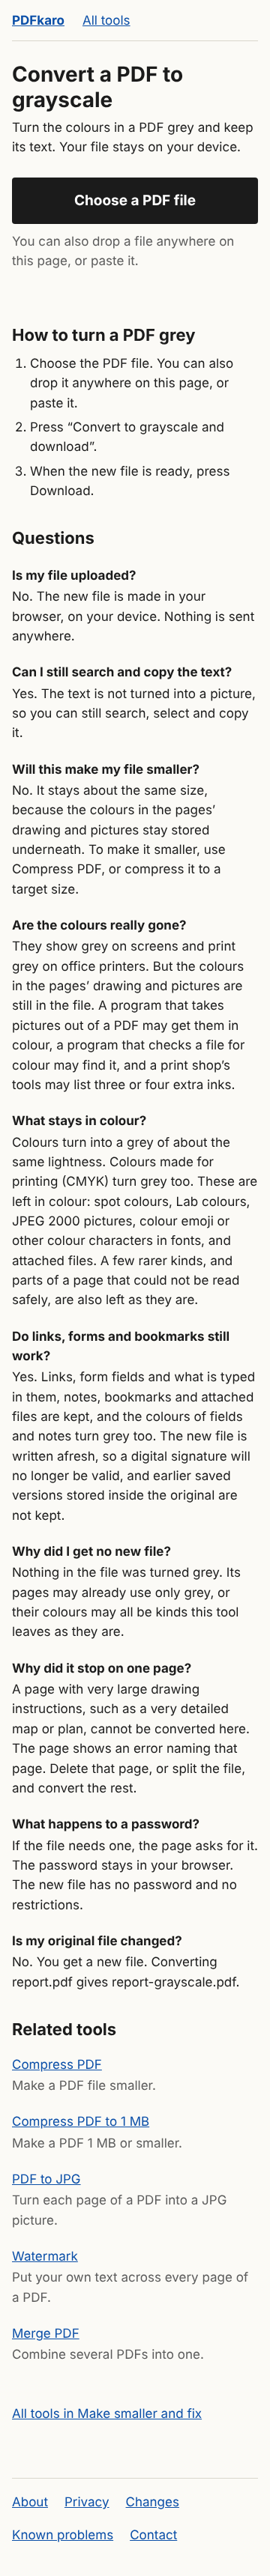 PDFkaro All tools
Convert a PDF to
grayscale
Turn the colours in a PDF grey and keep
its text. Your file stays on your device.
Choose a PDF file
You can also drop a file anywhere on
this page, or paste it.
How to turn a PDF grey
1. Choose the PDF file. You can also
drop it anywhere on this page, or
paste it.
2. Press “Convert to grayscale and
download”.
3. When the new file is ready, press
Download.
Questions
Is my file uploaded?
No. The new file is made in your
browser, on your device. Nothing is sent
anywhere.
Can I still search and copy the text?
Yes. The text is not turned into a picture,
so you can still search, select and copy
it.
Will this make my file smaller?
No. It stays about the same size,
because the colours in the pages’
drawing and pictures stay stored
underneath. To make it smaller, use
Compress PDF, or compress it to a
target size.
Are the colours really gone?
They show grey on screens and print
grey on office printers. But the colours
in the pages’ drawing and pictures are
still in the file. A program that takes
pictures out of a PDF may get them in
colour, a program that checks a file for
colour may find it, and a print shop’s
tools may list three or four extra inks.
What stays in colour?
Colours turn into a grey of about the
same lightness. Colours made for
printing (CMYK) turn grey too. These are
left in colour: spot colours, Lab colours,
JPEG 2000 pictures, colour emoji or
other colour characters in fonts, and
attached files. A few rarer kinds, and
parts of a page that could not be read
safely, are also left as they are.
Do links, forms and bookmarks still
work?
Yes. Links, form fields and what is typed
in them, notes, bookmarks and attached
files are kept, and the colours of fields
and notes turn grey too. The new file is
written afresh, so a digital signature will
no longer be valid, and earlier saved
versions stored inside the original are
not kept.
Why did I get no new file?
Nothing in the file was turned grey. Its
pages may already use only grey, or
their colours may all be kinds this tool
leaves as they are.
Why did it stop on one page?
A page with very large drawing
instructions, such as a very detailed
map or plan, cannot be converted here.
The page shows an error naming that
page. Delete that page, or split the file,
and convert the rest.
What happens to a password?
If the file needs one, the page asks for it.
The password stays in your browser.
The new file has no password and no
restrictions.
Is my original file changed?
No. You get a new file. Converting
report.pdf gives report-grayscale.pdf.
Related tools
Compress PDF
Make a PDF file smaller.
Compress PDF to 1 MB
Make a PDF 1 MB or smaller.
PDF to JPG
Turn each page of a PDF into a JPG
picture.
Watermark
Put your own text across every page of
a PDF.
Merge PDF
Combine several PDFs into one.
All tools in Make smaller and fix
About Privacy Changes
Known problems Contact